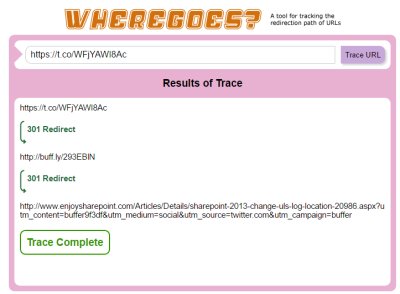 WHEREGOES?
A tool for tracking the
redirection path of URLs
https://t.co/WFjYAWI8Ac
Trace URL
Results of Trace
https://t.co/WFjYAWI8Ac
301 Redirect
http://buff.ly/293EBIN
301 Redirect
http://www.enjoysharepoint.com/Articles/Details/sharepoint-2013-change-uls-log-location-20986.aspx?u
tm_content=buffer9f3df&utm_medium=social&utm_source=twitter.com&utm_campaign=buffer
Trace Complete